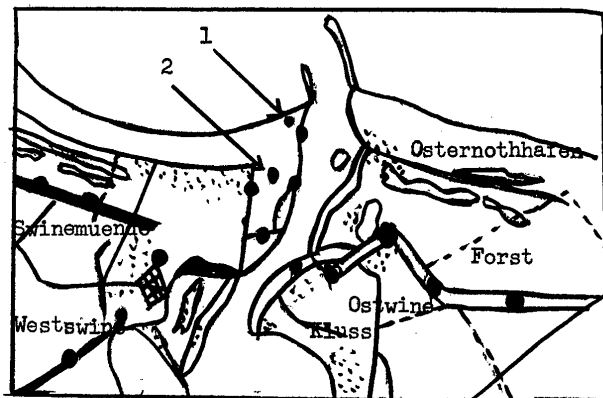 1
2
Osternothhafen
Swinemuende
Forst
Ostwine
Westswine
Kluss